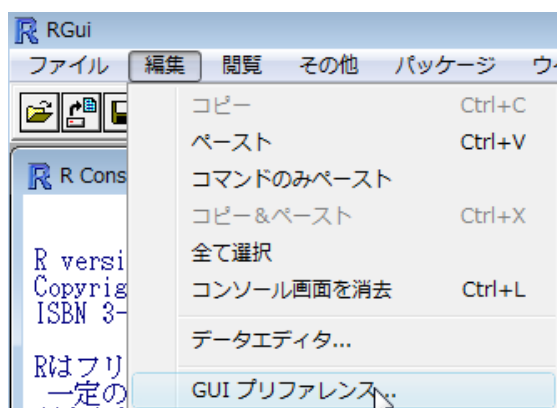 RGui
ファイル 編集 閲覧 その他 パッケージ
コピー Ctrl+C
ペースト Ctrl+V
コマンドのみペースト
コピー&ペースト Ctrl+X
全て選択
コンソール画面を消去 Ctrl+L
データエディタ...
GUI プリファレンス...
R Cons
R versi
Copyrig
ISBN 3-
Rはフリ
一定の